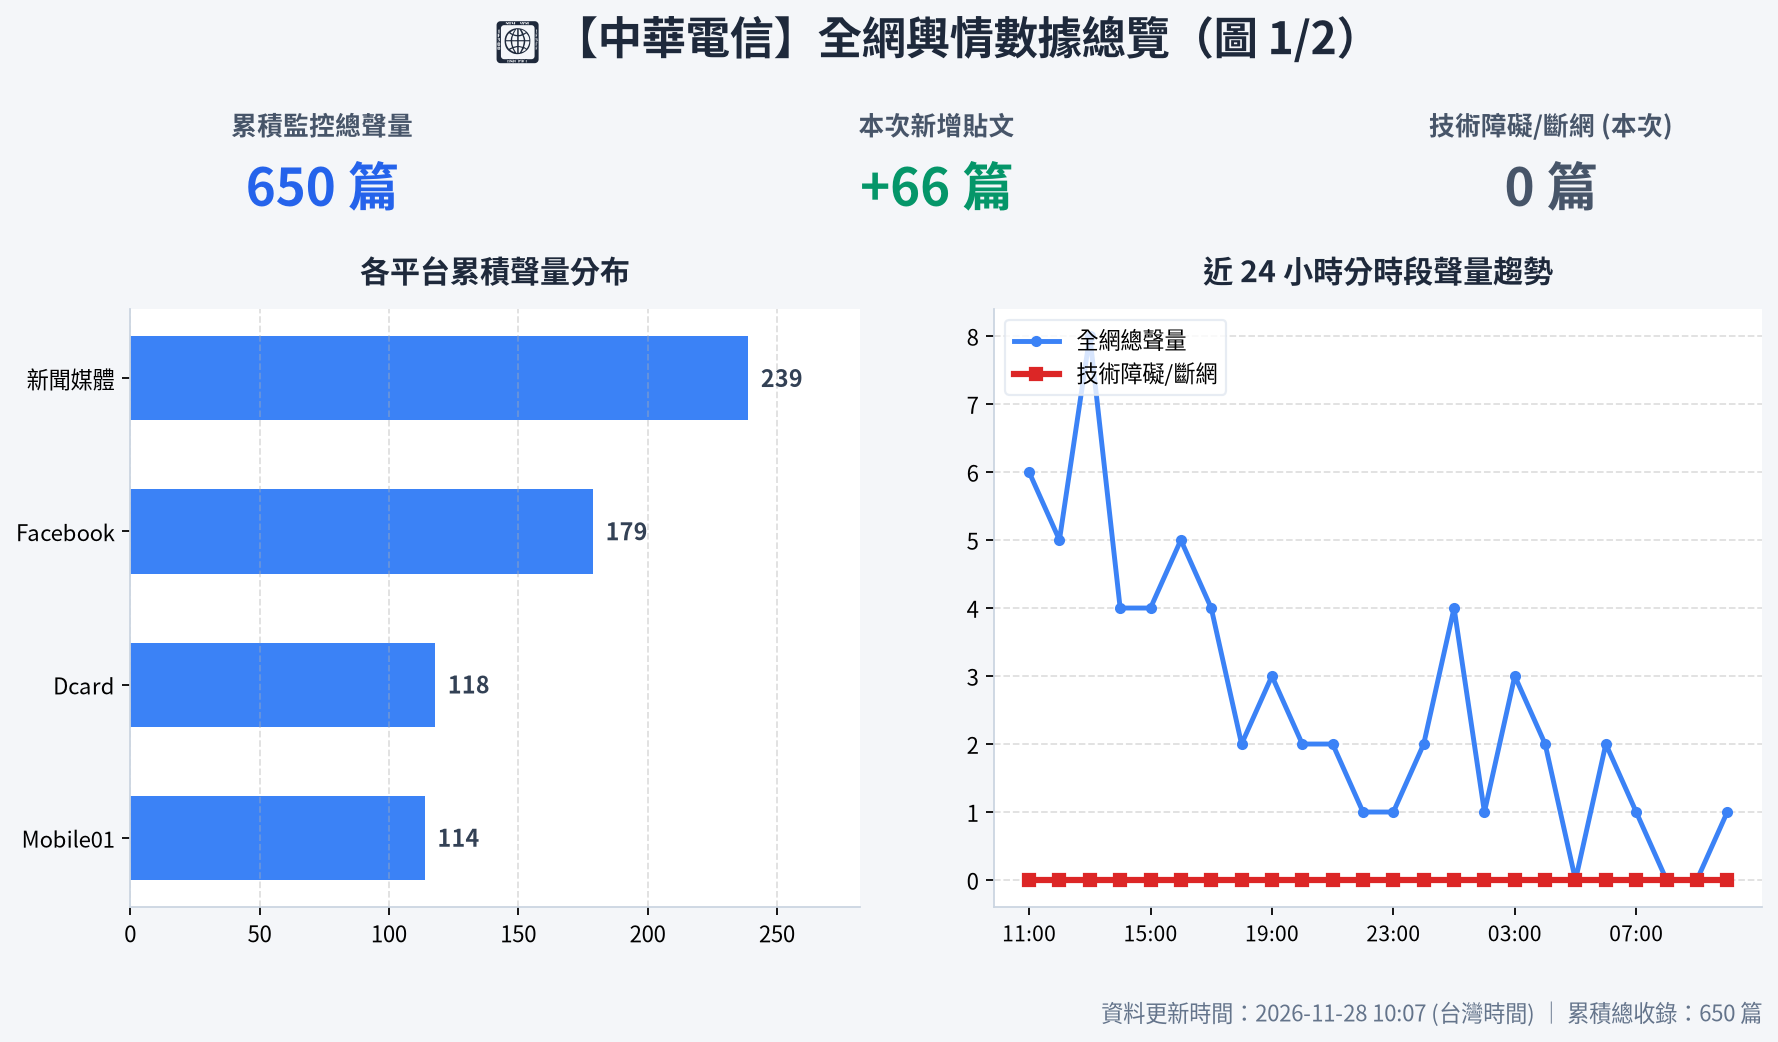 【中華電信】全網輿情數據總覽（圖 1/2）
累積監控總聲量
650 篇
本次新增貼文
+66 篇
技術障礙/斷網 (本次)
0 篇
各平台累積聲量分布
新聞媒體
239
Facebook
179
Dcard
118
Mobile01
114
0 50 100 150 200 250
近 24 小時分時段聲量趨勢
全網總聲量
技術障礙/斷網
8
7
6
5
4
3
2
1
0
11:00 15:00 19:00 23:00 03:00 07:00
資料更新時間：2026-11-28 10:07 (台灣時間) ｜ 累積總收錄：650 篇